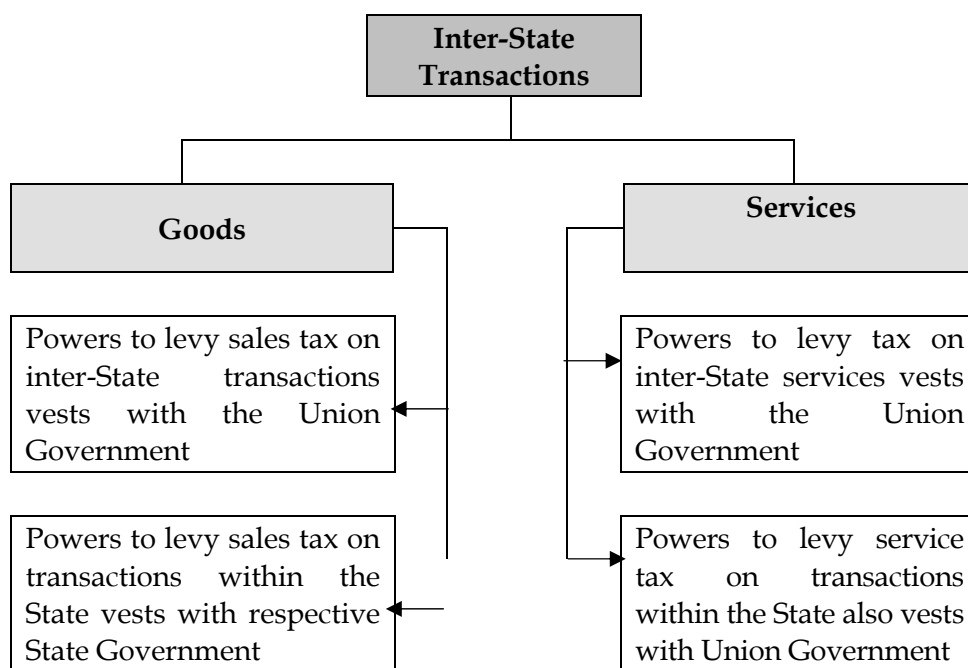 Inter-State
Transactions
Goods
Services
Powers to levy sales tax on
inter-State transactions
vests with the Union
Government
Powers to levy tax on
inter-State services vests
with the Union
Government
Powers to levy sales tax on
transactions within the
State vests with respective
State Government
Powers to levy service
tax on transactions
within the State also vests
with Union Government